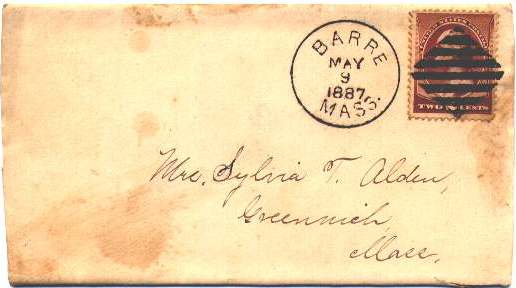 BARRE
MAY
9
1887
MASS.
TWO CENTS
Mrs. Sylvia T. Alden,
Greenwich,
Mass.